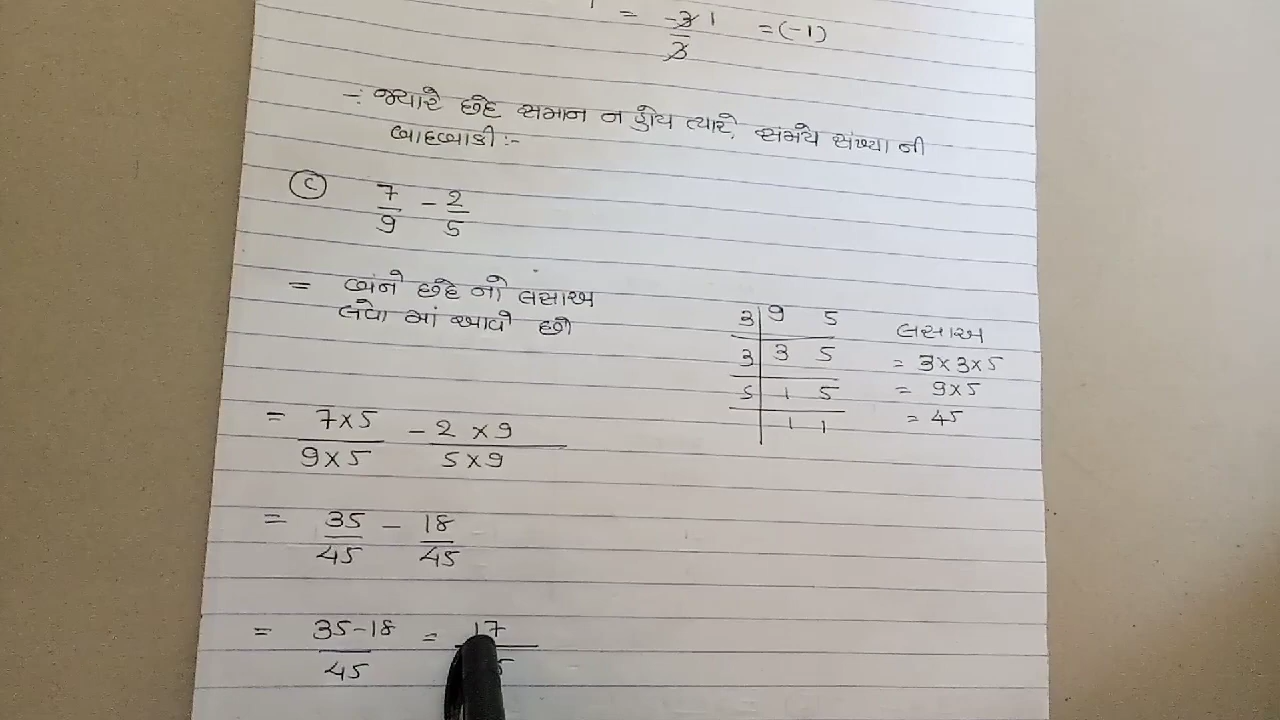 = -3 1 / 3 = (-1)
-: જ્યારે છેદ સમાન ન હોય ત્યારે, સંમેય સંખ્યા ની
બાદબાકી :-
(C) 7/9 - 2/5
= બંને છેદ નો લસાઅ
લેવા માં આવે છે
3 | 9 5
3 | 3 5
5 | 1 5
1 1
લસાઅ
= 3×3×5
= 9×5
= 45
= 7×5/9×5 - 2×9/5×9
= 35/45 - 18/45
= 35-18/45 = 17/5